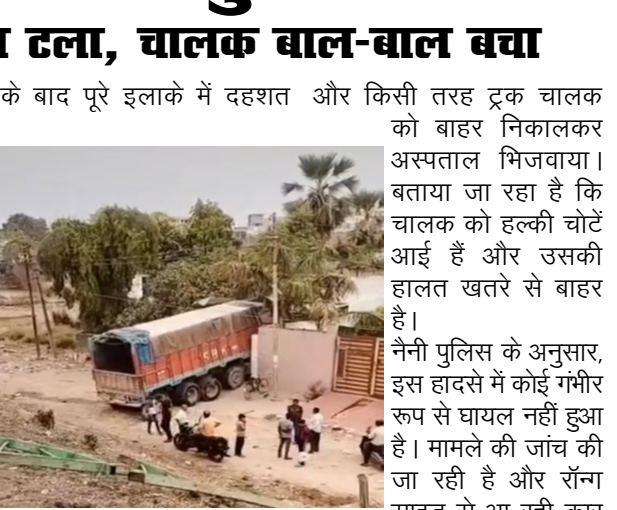 टला, चालक बाल-बाल बचा
के बाद पूरे इलाके में दहशत और किसी तरह ट्रक चालक
को बाहर निकालकर
अस्पताल भिजवाया।
बताया जा रहा है कि
चालक को हल्की चोटें
आई हैं और उसकी
हालत खतरे से बाहर
है।
नैनी पुलिस के अनुसार,
इस हादसे में कोई गंभीर
रूप से घायल नहीं हुआ
है। मामले की जांच की
जा रही है और रॉन्ग